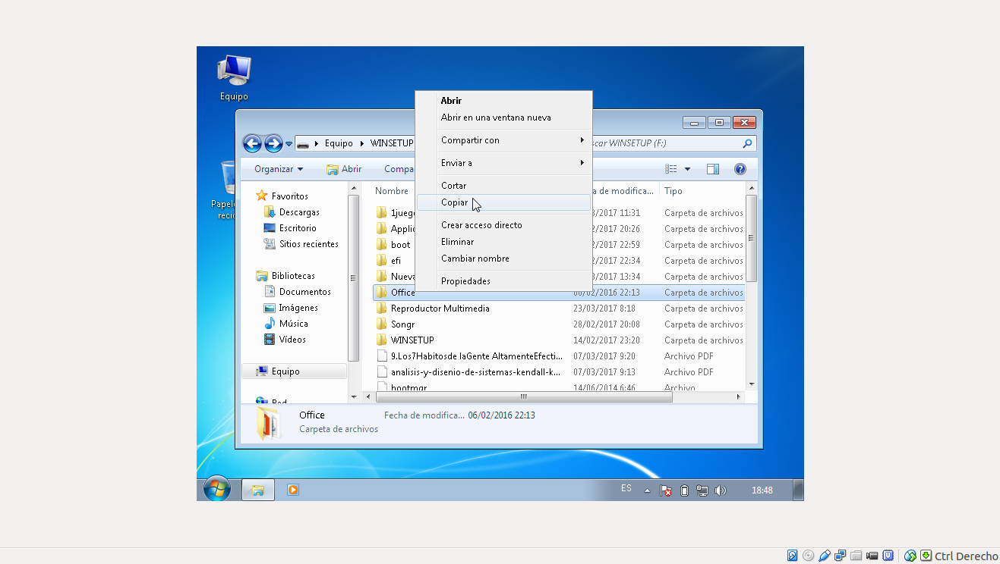 Equipo
Papel
recic
Equipo
WINSETUP
scar WINSETUP (F:)
Organizar
Abrir
Compa
Favoritos
Descargas
Escritorio
Sitios recientes
Bibliotecas
Documentos
Imágenes
Música
Vídeos
Equipo
Red
Abrir
Abrir en una ventana nueva
Compartir con
Enviar a
Cortar
Copiar
Crear acceso directo
Eliminar
Cambiar nombre
Propiedades
Nombre a de modifica... Tipo
1jueg 3/2017 11:31 Carpeta de archivos
Applic 2/2017 20:26 Carpeta de archivos
boot 2/2017 22:59 Carpeta de archivos
efi 2/2017 22:34 Carpeta de archivos
Nueva 3/2017 13:34 Carpeta de archivos
Office 06/02/2016 22:13 Carpeta de archivos
Reproductor Multimedia 23/03/2017 8:18 Carpeta de archivos
Songr 28/02/2017 20:08 Carpeta de archivos
WINSETUP 14/02/2017 23:20 Carpeta de archivos
9.Los7Habitosde laGente AltamenteEfecti... 07/03/2017 9:20 Archivo PDF
analisis-y-disenio-de-sistemas-kendall-k... 07/03/2017 9:13 Archivo PDF
bootmgr 14/06/2014 6:46 Archivo
Office Fecha de modifica... 06/02/2016 22:13
Carpeta de archivos
ES
18:48
Ctrl Derecho